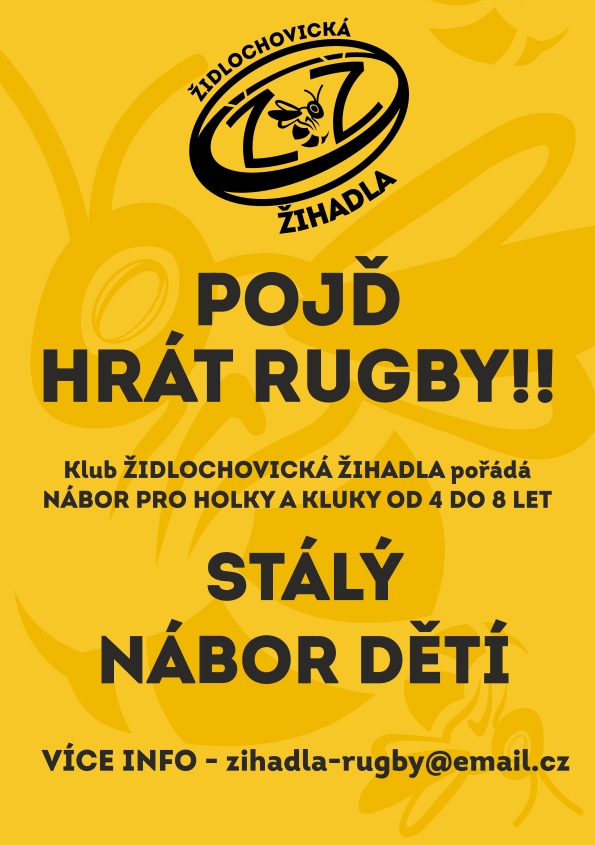 ŽIDLOCHOVICKÁ
ŽŽ
ŽIHADLA
POJĎ
HRÁT RUGBY!!
Klub ŽIDLOCHOVICKÁ ŽIHADLA pořádá
NÁBOR PRO HOLKY A KLUKY OD 4 DO 8 LET
STÁLÝ
NÁBOR DĚTÍ
VÍCE INFO - zihadla-rugby@email.cz